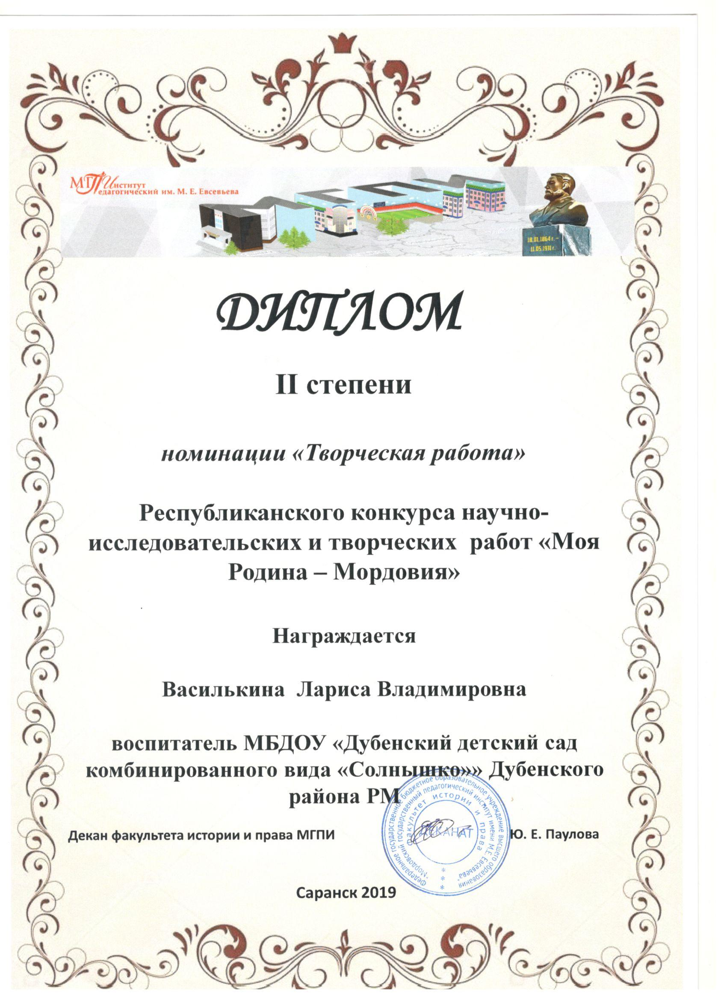 МГПИнститут
едагогический им. М. Е. Евсевьева
18.01.1864 г. –
11.05.1931 г.
ДИПЛОМ
II степени
номинации «Творческая работа»
Республиканского конкурса научно-
исследовательских и творческих работ «Моя
Родина – Мордовия»
Награждается
Василькина Лариса Владимировна
воспитатель МБДОУ «Дубенский детский сад
комбинированного вида «Солнышко»» Дубенского
района РМ
Декан факультета истории и права МГПИ
Ю. Е. Паулова
Федеральное государственное бюджетное образовательное учреждение высшего образования
"Мордовский государственный педагогический институт имени М.Е. Евсевьева"
факультет истории и права
ДЕКАНАТ
Саранск 2019